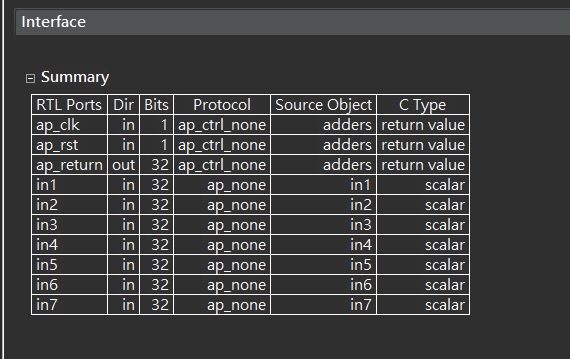 Interface
Summary
RTL Ports Dir Bits Protocol Source Object C Type
ap_clk in 1 ap_ctrl_none adders return value
ap_rst in 1 ap_ctrl_none adders return value
ap_return out 32 ap_ctrl_none adders return value
in1 in 32 ap_none in1 scalar
in2 in 32 ap_none in2 scalar
in3 in 32 ap_none in3 scalar
in4 in 32 ap_none in4 scalar
in5 in 32 ap_none in5 scalar
in6 in 32 ap_none in6 scalar
in7 in 32 ap_none in7 scalar